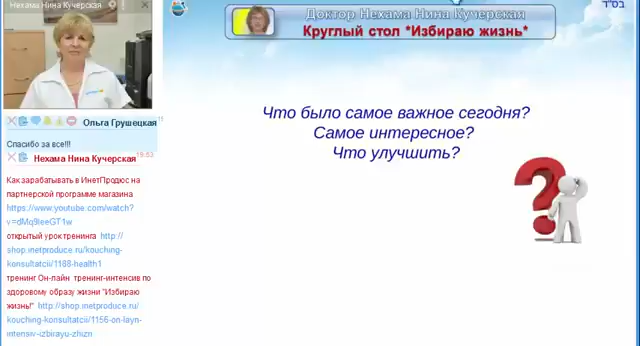 Нехама Нина Кучерская
Ольга Грушецкая
Спасибо за все!!!
Нехама Нина Кучерская 19:53
Как зарабатывать в ИнетПродюс на
партнерской программе магазина
https://www.youtube.com/watch?
v=dMq9IeeGT1w
открытый урок тренинга http://
shop.inetproduce.ru/kouching-
konsultatcii/1188-health1
тренинг Он-лайн тренинг-интенсив по
здоровому образу жизни "Избираю
жизнь!" http://shop.inetproduce.ru/
kouching-konsultatcii/1156-on-layn-
intensiv-izbirayu-zhizn
בס"ד
Доктор Нехама Нина Кучерская
Круглый стол *Избираю жизнь*
Что было самое важное сегодня?
Самое интересное?
Что улучшить?